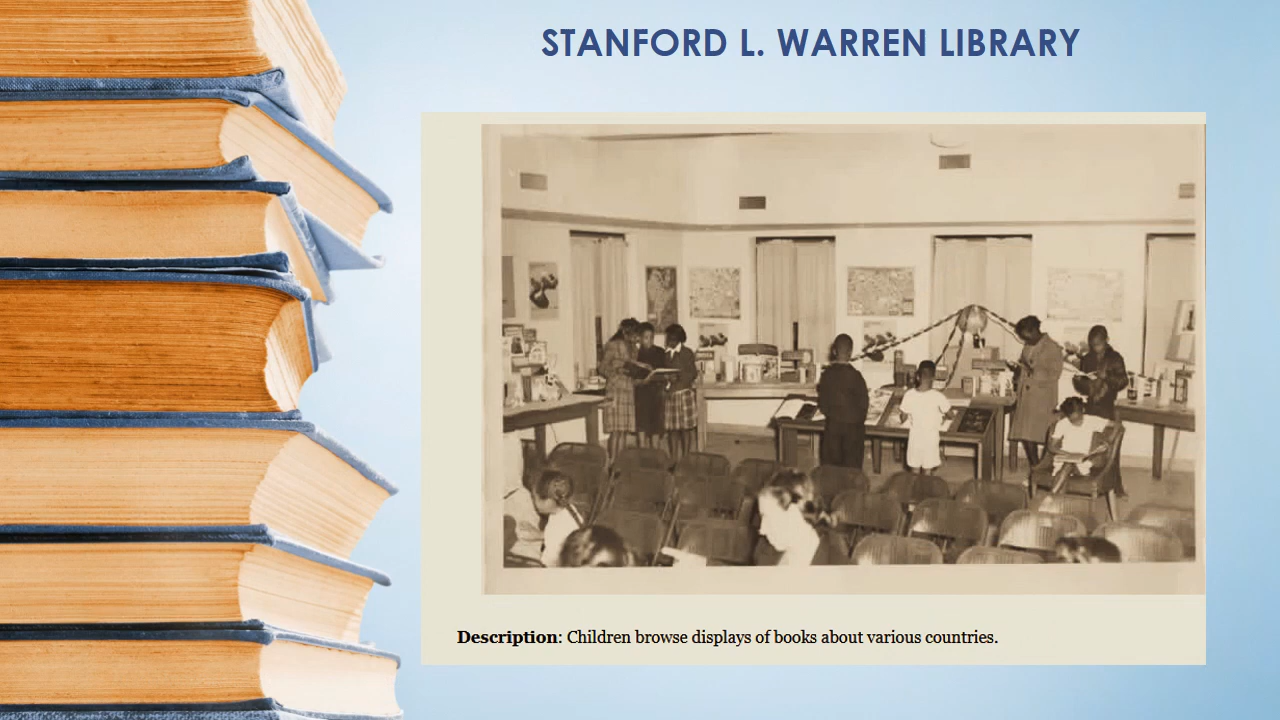 STANFORD L. WARREN LIBRARY
Description: Children browse displays of books about various countries.